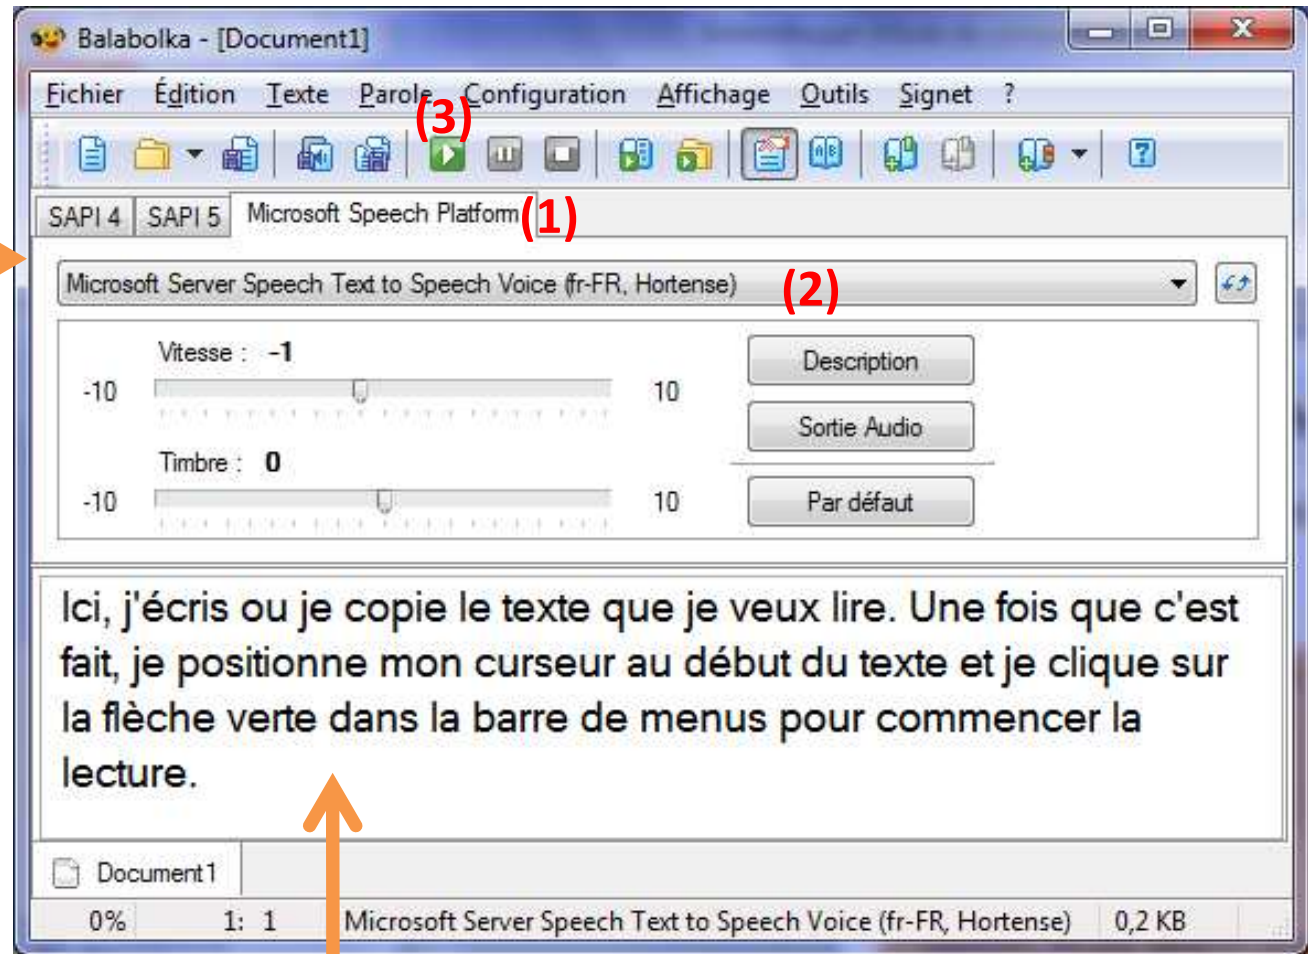 Balabolka - [Document1]
Fichier Édition Texte Parole Configuration Affichage Outils Signet ?
(3)
SAPI 4 SAPI 5 Microsoft Speech Platform (1)
Microsoft Server Speech Text to Speech Voice (fr-FR, Hortense) (2)
Vitesse : -1
-10 10
Description
Sortie Audio
Timbre : 0
-10 10
Par défaut
Ici, j'écris ou je copie le texte que je veux lire. Une fois que c'est
fait, je positionne mon curseur au début du texte et je clique sur
la flèche verte dans la barre de menus pour commencer la
lecture.
Document1
0% 1: 1 Microsoft Server Speech Text to Speech Voice (fr-FR, Hortense) 0,2 KB